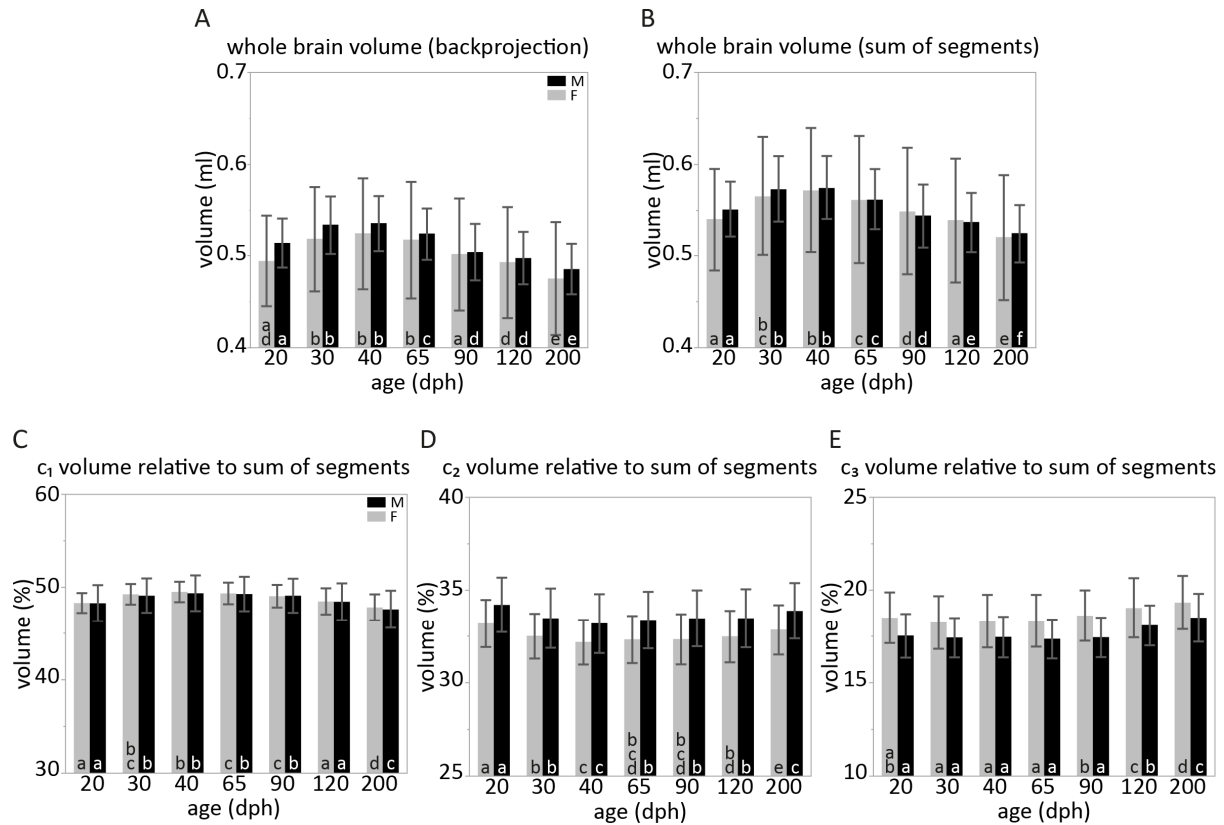 A
whole brain volume (backprojection)
0.7
0.6
0.5
0.4
volume (ml)
M
F
a
d a b b b b b c a d d d e e
20 30 40 65 90 120 200
age (dph)
B
whole brain volume (sum of segments)
0.7
0.6
0.5
0.4
volume (ml)
b
a a c b b b c c d d a e e f
20 30 40 65 90 120 200
age (dph)
C
c₁ volume relative to sum of segments
60
50
40
30
volume (%)
M
F
b
a a c b b b c b c b a a d c
20 30 40 65 90 120 200
age (dph)
D
c₂ volume relative to sum of segments
40
35
30
25
volume (%)
b b
c c b
a a b b c c d b d b d b e c
20 30 40 65 90 120 200
age (dph)
E
c₃ volume relative to sum of segments
25
20
15
10
volume (%)
a
b a a a a a a a b a c b d c
20 30 40 65 90 120 200
age (dph)